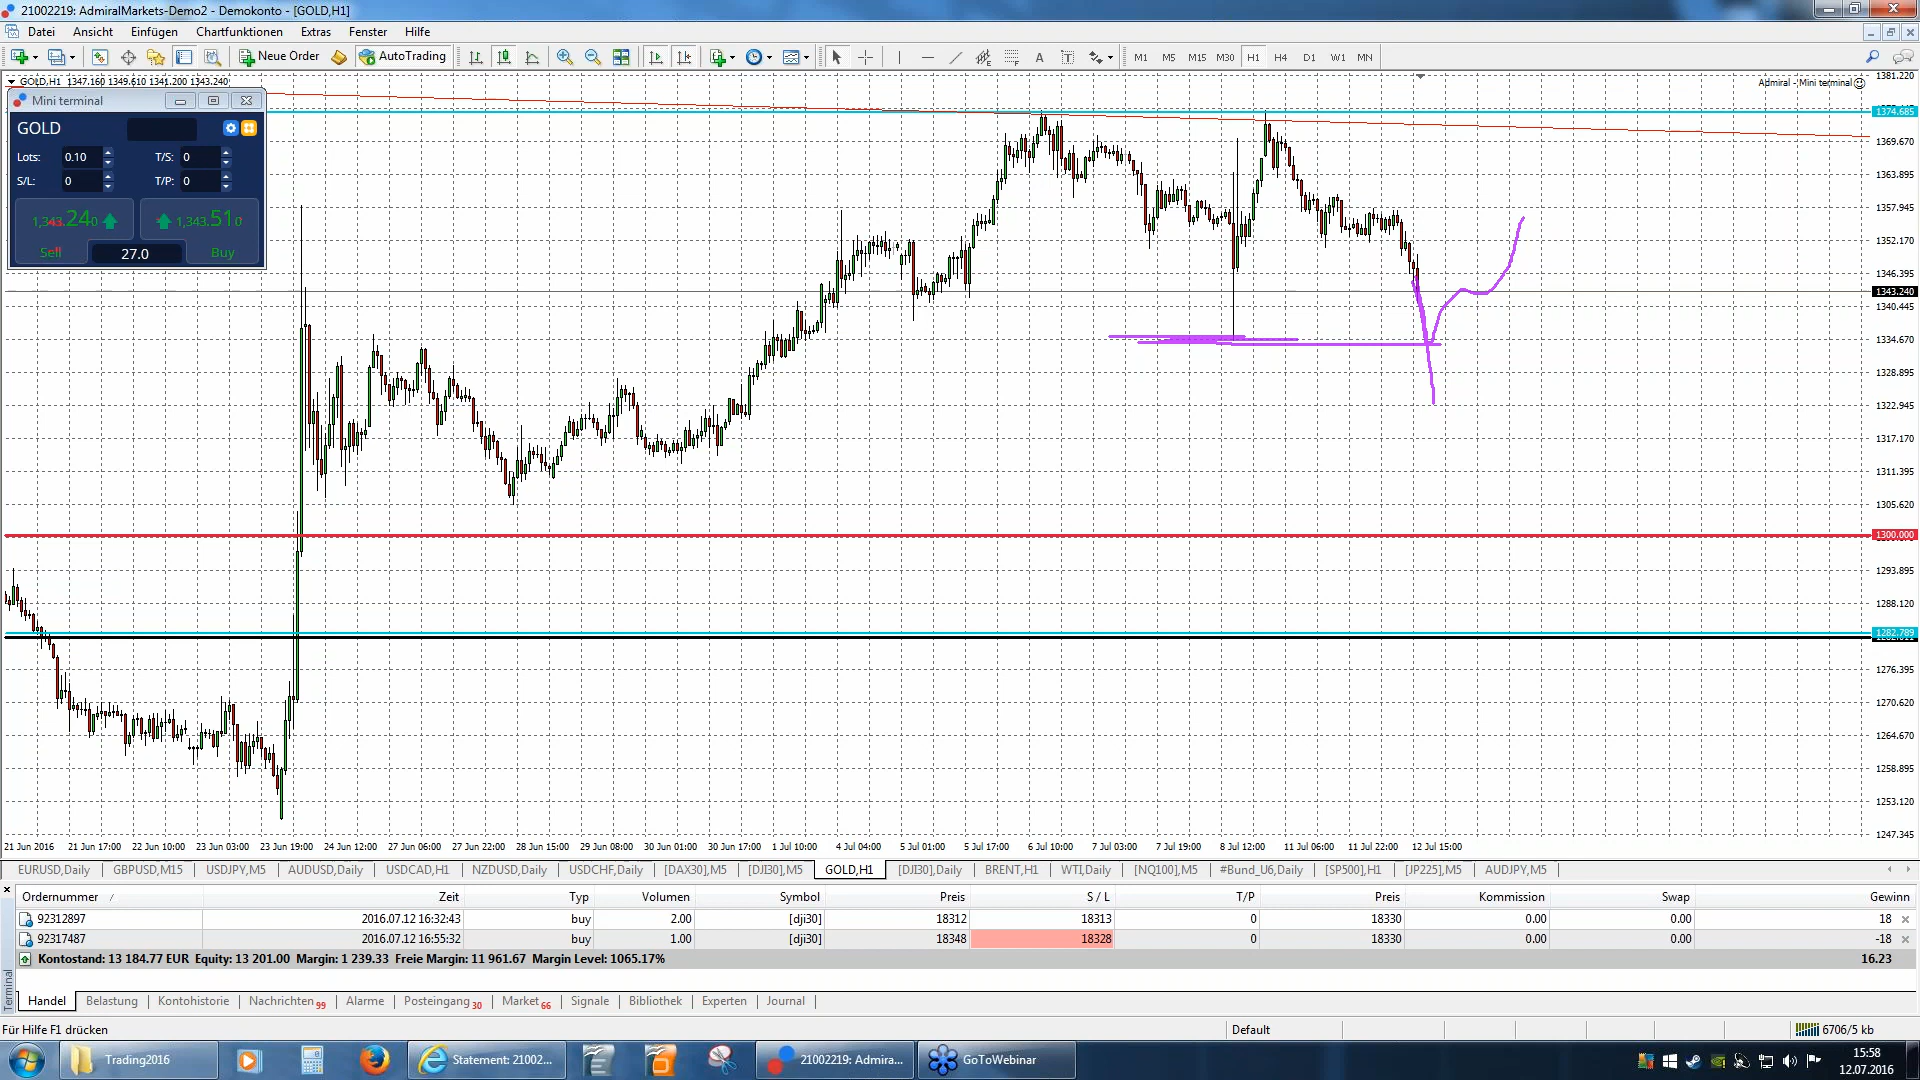 21002219: AdmiralMarkets-Demo2 - Demokonto - [GOLD,H1]
Datei Ansicht Einfügen Chartfunktionen Extras Fenster Hilfe
Neue Order AutoTrading A T M1 M5 M15 M30 H1 H4 D1 W1 MN
GOLD,H1 1347.160 1349.610 1341.200 1343.240
Admiral - Mini terminal
Mini terminal
GOLD
Lots: 0.10 T/S: 0
S/L: 0 T/P: 0
1,343.240 1,343.510
Sell 27.0 Buy
1381.220
1374.685
1369.670
1363.895
1357.945
1352.170
1346.395
1343.240
1340.445
1334.670
1328.895
1322.945
1317.170
1311.395
1305.620
1300.000
1293.895
1288.120
1282.789
1276.395
1270.620
1264.670
1258.895
1253.120
1247.345
21 Jun 2016 21 Jun 17:00 22 Jun 10:00 23 Jun 03:00 23 Jun 19:00 24 Jun 12:00 27 Jun 06:00 27 Jun 22:00 28 Jun 15:00 29 Jun 08:00 30 Jun 01:00 30 Jun 17:00 1 Jul 10:00 4 Jul 04:00 5 Jul 01:00 5 Jul 17:00 6 Jul 10:00 7 Jul 03:00 7 Jul 19:00 8 Jul 12:00 11 Jul 06:00 11 Jul 22:00 12 Jul 15:00
EURUSD,Daily GBPUSD,M15 USDJPY,M5 AUDUSD,Daily USDCAD,H1 NZDUSD,Daily USDCHF,Daily [DAX30],M5 [DJI30],M5 GOLD,H1 [DJI30],Daily BRENT,H1 WTI,Daily [NQ100],M5 #Bund_U6,Daily [SP500],H1 [JP225],M5 AUDJPY,M5
Ordernummer / Zeit Typ Volumen Symbol Preis S / L T/P Preis Kommission Swap Gewinn
92312897 2016.07.12 16:32:43 buy 2.00 [dji30] 18312 18313 0 18330 0.00 0.00 18
92317487 2016.07.12 16:55:32 buy 1.00 [dji30] 18348 18328 0 18330 0.00 0.00 -18
Kontostand: 13 184.77 EUR Equity: 13 201.00 Margin: 1 239.33 Freie Margin: 11 961.67 Margin Level: 1065.17% 16.23
Terminal
Handel Belastung Kontohistorie Nachrichten 99 Alarme Posteingang 30 Market 66 Signale Bibliothek Experten Journal
Für Hilfe F1 drücken Default 6706/5 kb
Trading2016 Statement: 21002... 21002219: Admira... GoToWebinar
15:58
12.07.2016